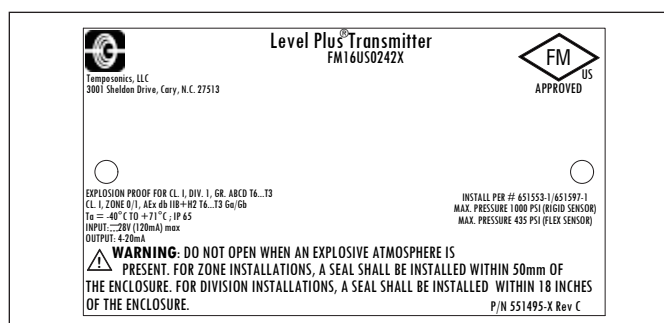 Level Plus® Transmitter
FM16US0242X
FM
US
APPROVED
Temposonics, LLC
3001 Sheldon Drive, Cary, N.C. 27513
EXPLOSION PROOF FOR CL. I, DIV. 1, GR. ABCD T6...T3
CL. I, ZONE 0/1, AEx db IIB+H2 T6...T3 Ga/Gb
Ta = -40°C TO +71°C ; IP 65
INPUT: ⎓28V (120mA) max
OUTPUT: 4-20mA
INSTALL PER # 651553-1/651597-1
MAX. PRESSURE 1000 PSI (RIGID SENSOR)
MAX. PRESSURE 435 PSI (FLEX SENSOR)
WARNING: DO NOT OPEN WHEN AN EXPLOSIVE ATMOSPHERE IS
PRESENT. FOR ZONE INSTALLATIONS, A SEAL SHALL BE INSTALLED WITHIN 50mm OF
THE ENCLOSURE. FOR DIVISION INSTALLATIONS, A SEAL SHALL BE INSTALLED WITHIN 18 INCHES
OF THE ENCLOSURE.
P/N 551495-X Rev C